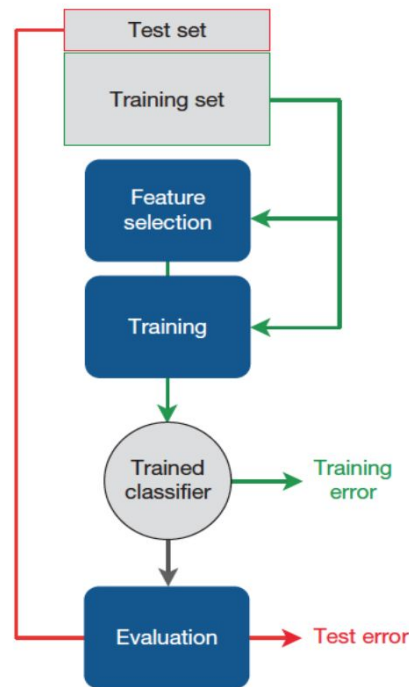 Test set
Training set
Feature
selection
Training
Trained
classifier
Training
error
Evaluation
Test error